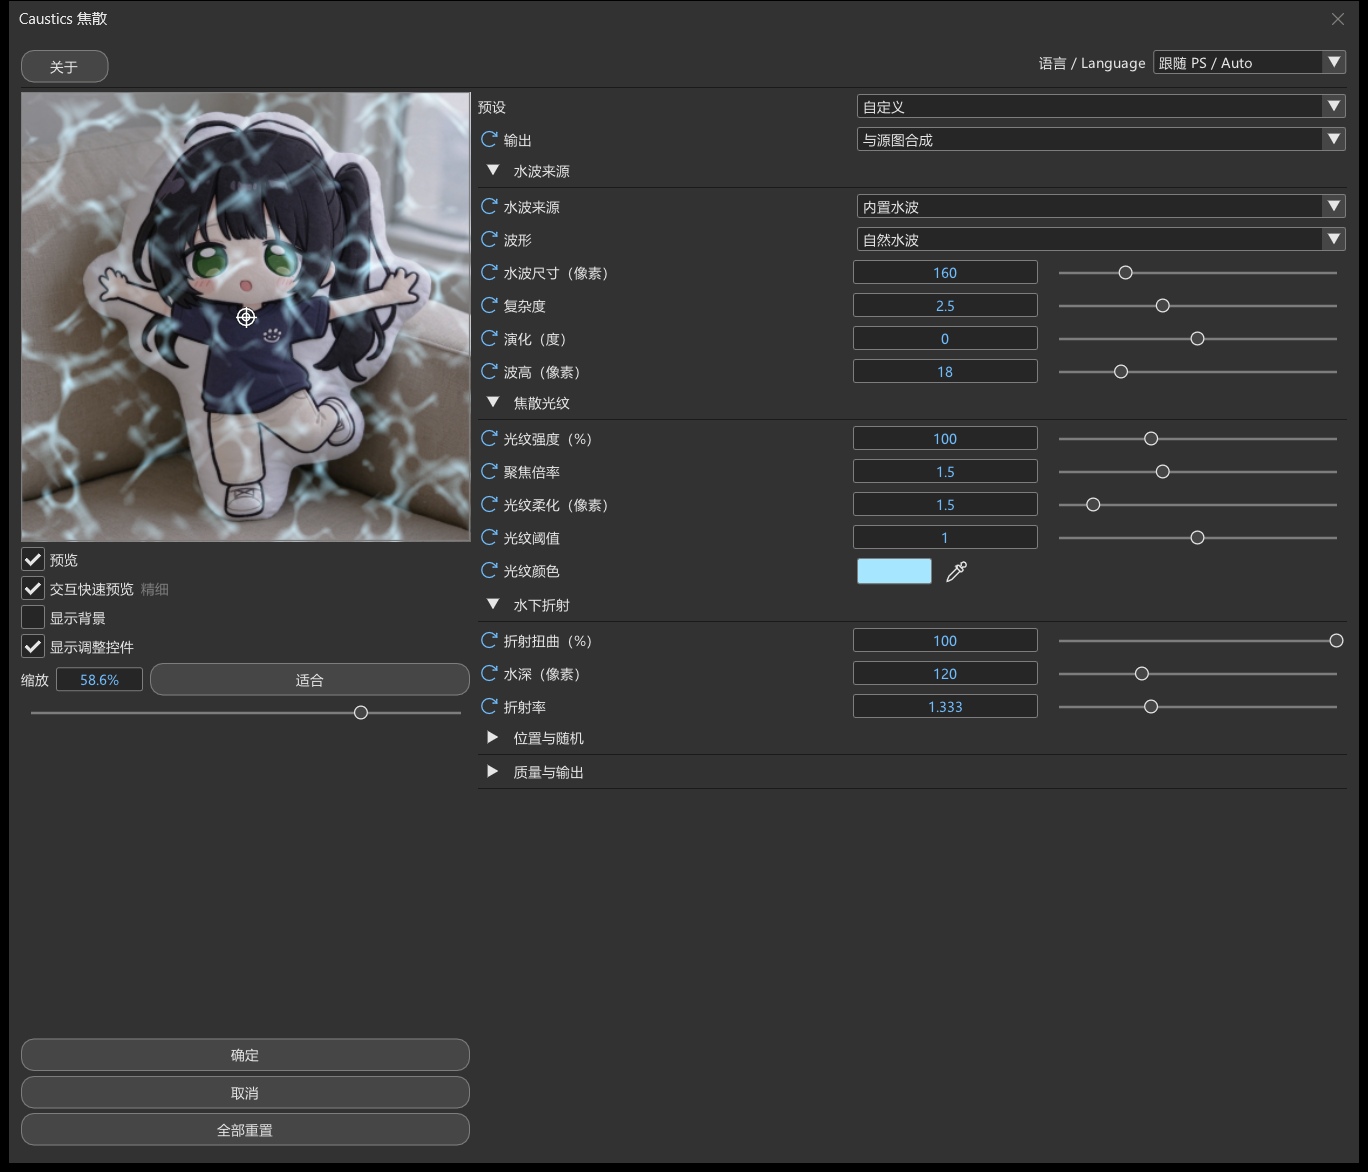 Caustics 焦散
关于
语言 / Language 跟随 PS / Auto
预设 自定义
输出 与源图合成
水波来源
水波来源 内置水波
波形 自然水波
水波尺寸（像素） 160
复杂度 2.5
演化（度） 0
波高（像素） 18
焦散光纹
光纹强度（%） 100
聚焦倍率 1.5
光纹柔化（像素） 1.5
光纹阈值 1
光纹颜色
水下折射
折射扭曲（%） 100
水深（像素） 120
折射率 1.333
位置与随机
质量与输出
预览
交互快速预览 精细
显示背景
显示调整控件
缩放 58.6% 适合
确定
取消
全部重置